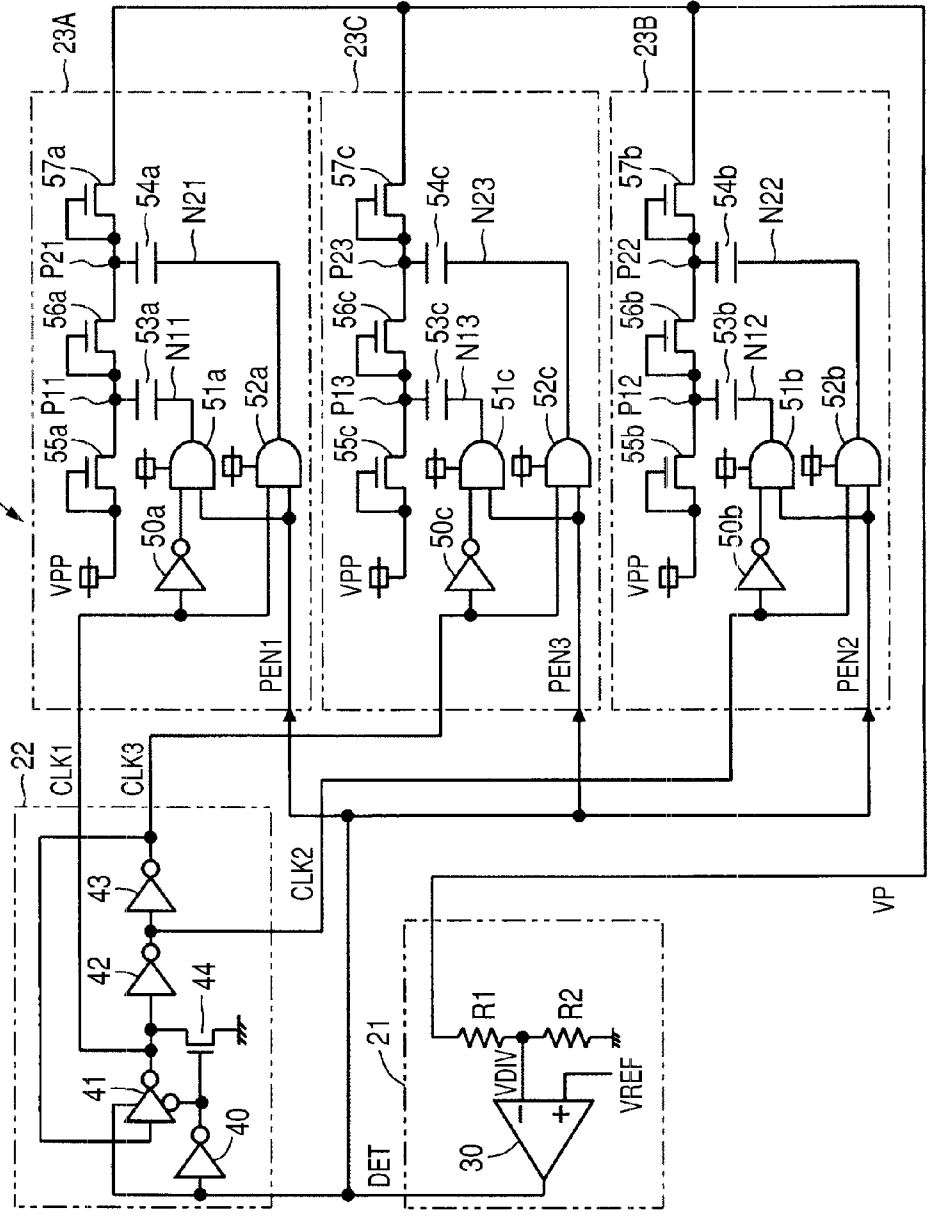 22
CLK1
CLK3
CLK2
41
42
43
44
40
DET
21
30
VDIV
R1
R2
VREF
VP
23A
VPP
55a
P11
56a
P21
57a
53a
54a
N11
N21
50a
51a
52a
PEN1
23C
VPP
55c
P13
56c
P23
57c
53c
54c
N13
N23
50c
51c
52c
PEN3
23B
VPP
55b
P12
56b
P22
57b
53b
54b
N12
N22
50b
51b
52b
PEN2